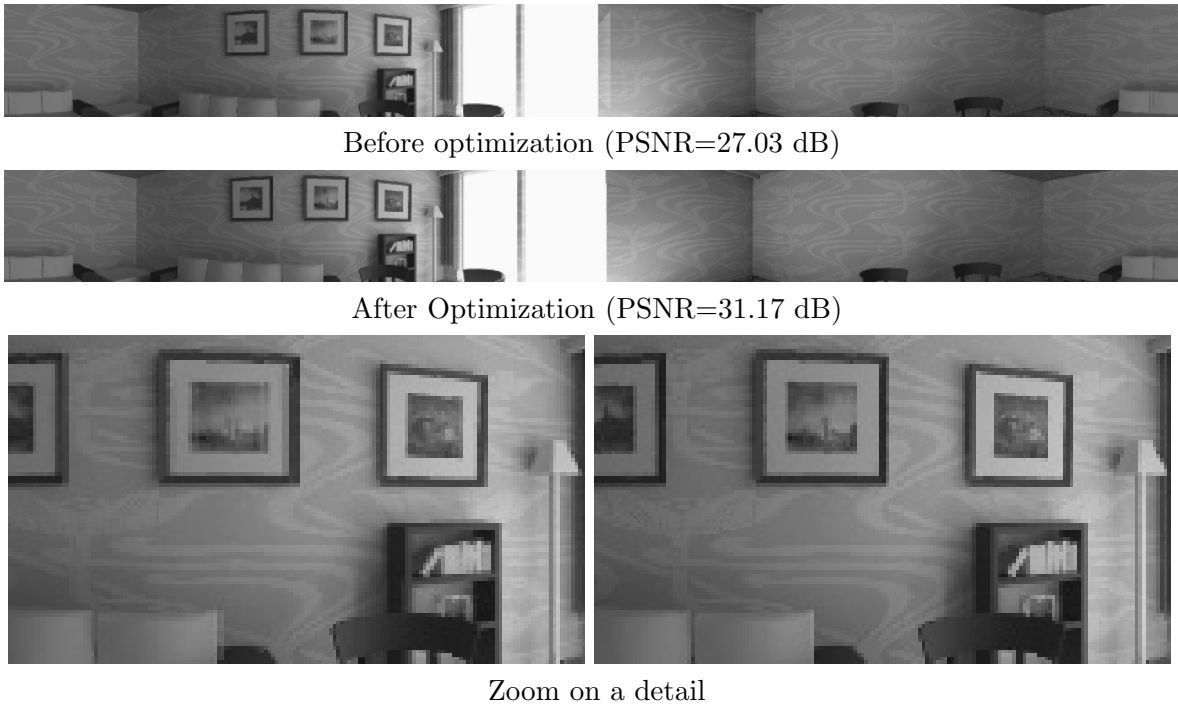 Before optimization (PSNR=27.03 dB)
After Optimization (PSNR=31.17 dB)
Zoom on a detail